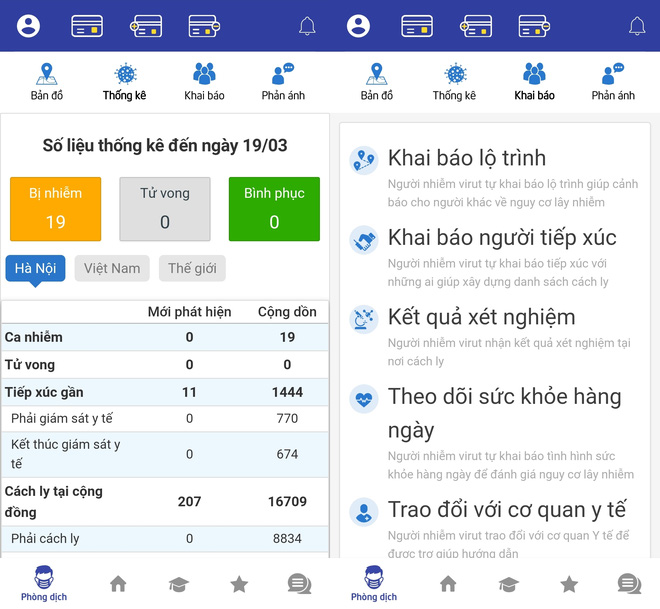 Bản đồ
Thống kê
Khai báo
Phản ánh
Số liệu thống kê đến ngày 19/03
Bị nhiễm
19
Tử vong
0
Bình phục
0
Hà Nội
Việt Nam
Thế giới
Mới phát hiện Cộng dồn
Ca nhiễm 0 19
Tử vong 0 0
Tiếp xúc gần 11 1444
Phải giám sát y tế 0 770
Kết thúc giám sát y
tế 0 674
Cách ly tại cộng
đồng 207 16709
Phải cách ly 0 8834
Phòng dịch
Bản đồ
Thống kê
Khai báo
Phản ánh
Khai báo lộ trình
Người nhiễm virut tự khai báo lộ trình giúp cảnh
báo cho người khác về nguy cơ lây nhiễm
Khai báo người tiếp xúc
Người nhiễm virut tự khai báo tiếp xúc với
những ai giúp xây dựng danh sách cách ly
Kết quả xét nghiệm
Người nhiễm virut nhận kết quả xét nghiệm tại
nơi cách ly
Theo dõi sức khỏe hàng
ngày
Người nhiễm virut tự khai báo tình hình sức
khỏe hàng ngày để đánh giá nguy cơ lây nhiễm
Trao đổi với cơ quan y tế
Người nhiễm virut trao đổi với cơ quan Y tế để
được trợ giúp hướng dẫn
Phòng dịch